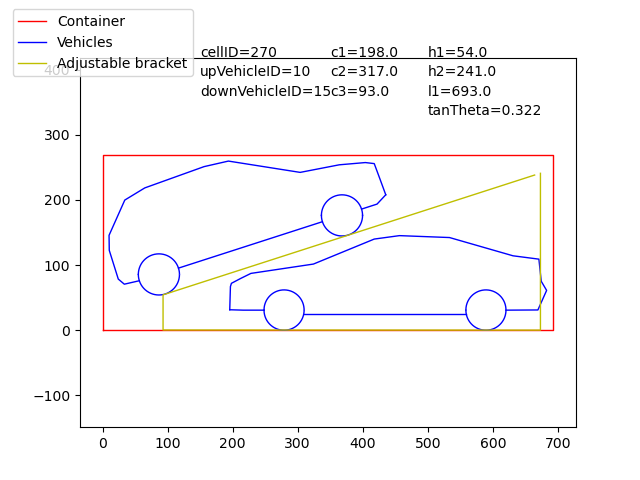 Container
Vehicles
Adjustable bracket
cellID=270 c1=198.0 h1=54.0
upVehicleID=10 c2=317.0 h2=241.0
downVehicleID=15c3=93.0 l1=693.0
tanTheta=0.322
400
300
200
100
0
−100
0 100 200 300 400 500 600 700